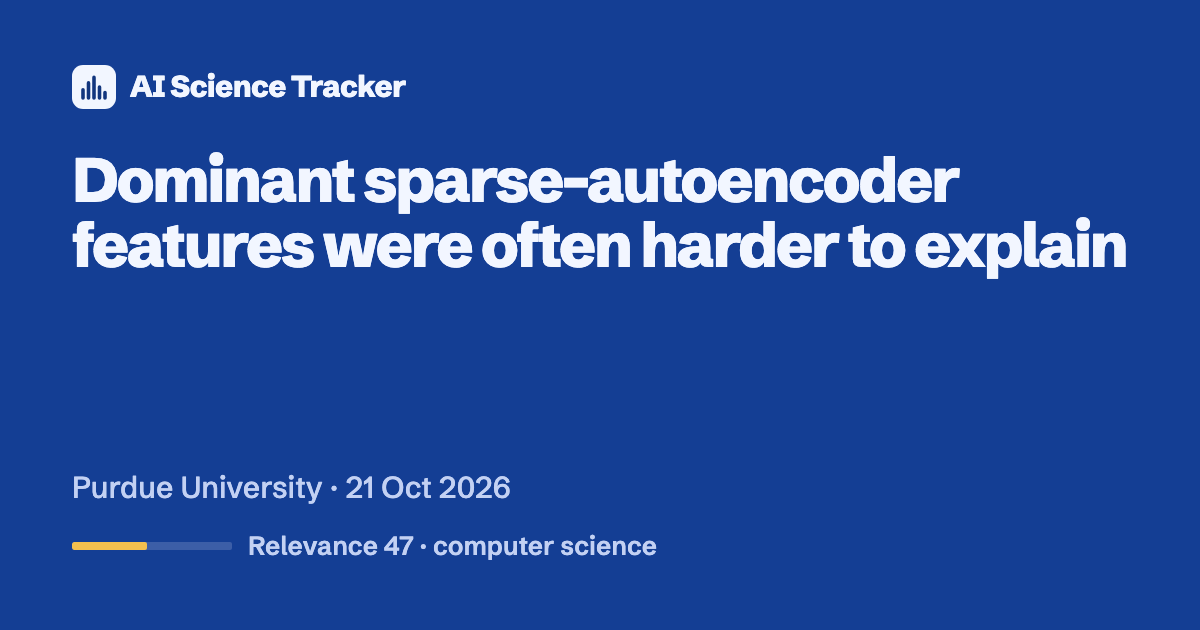 AI Science Tracker
Dominant sparse-autoencoder
features were often harder to explain
Purdue University · 21 Oct 2026
Relevance 47 · computer science